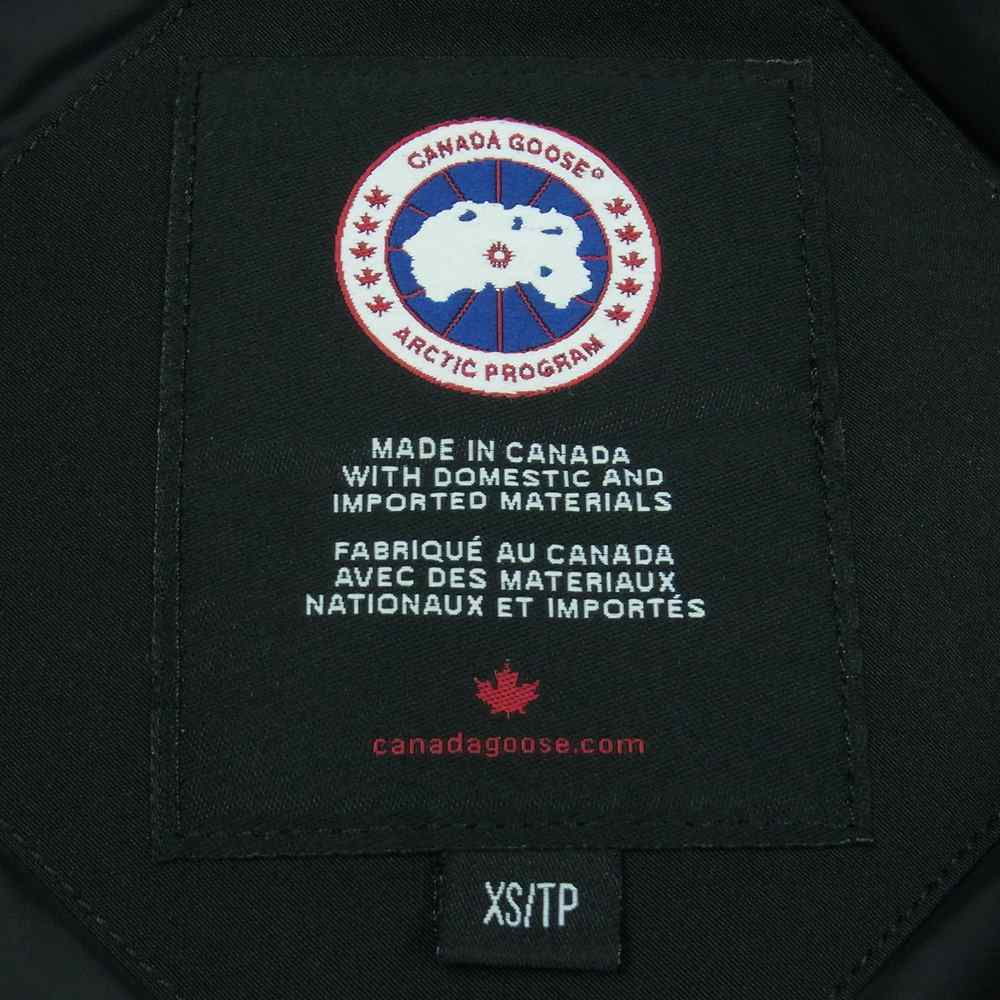 CANADA GOOSE®
ARCTIC PROGRAM
MADE IN CANADA
WITH DOMESTIC AND
IMPORTED MATERIALS
FABRIQUÉ AU CANADA
AVEC DES MATERIAUX
NATIONAUX ET IMPORTÉS
canadagoose.com
XS/TP